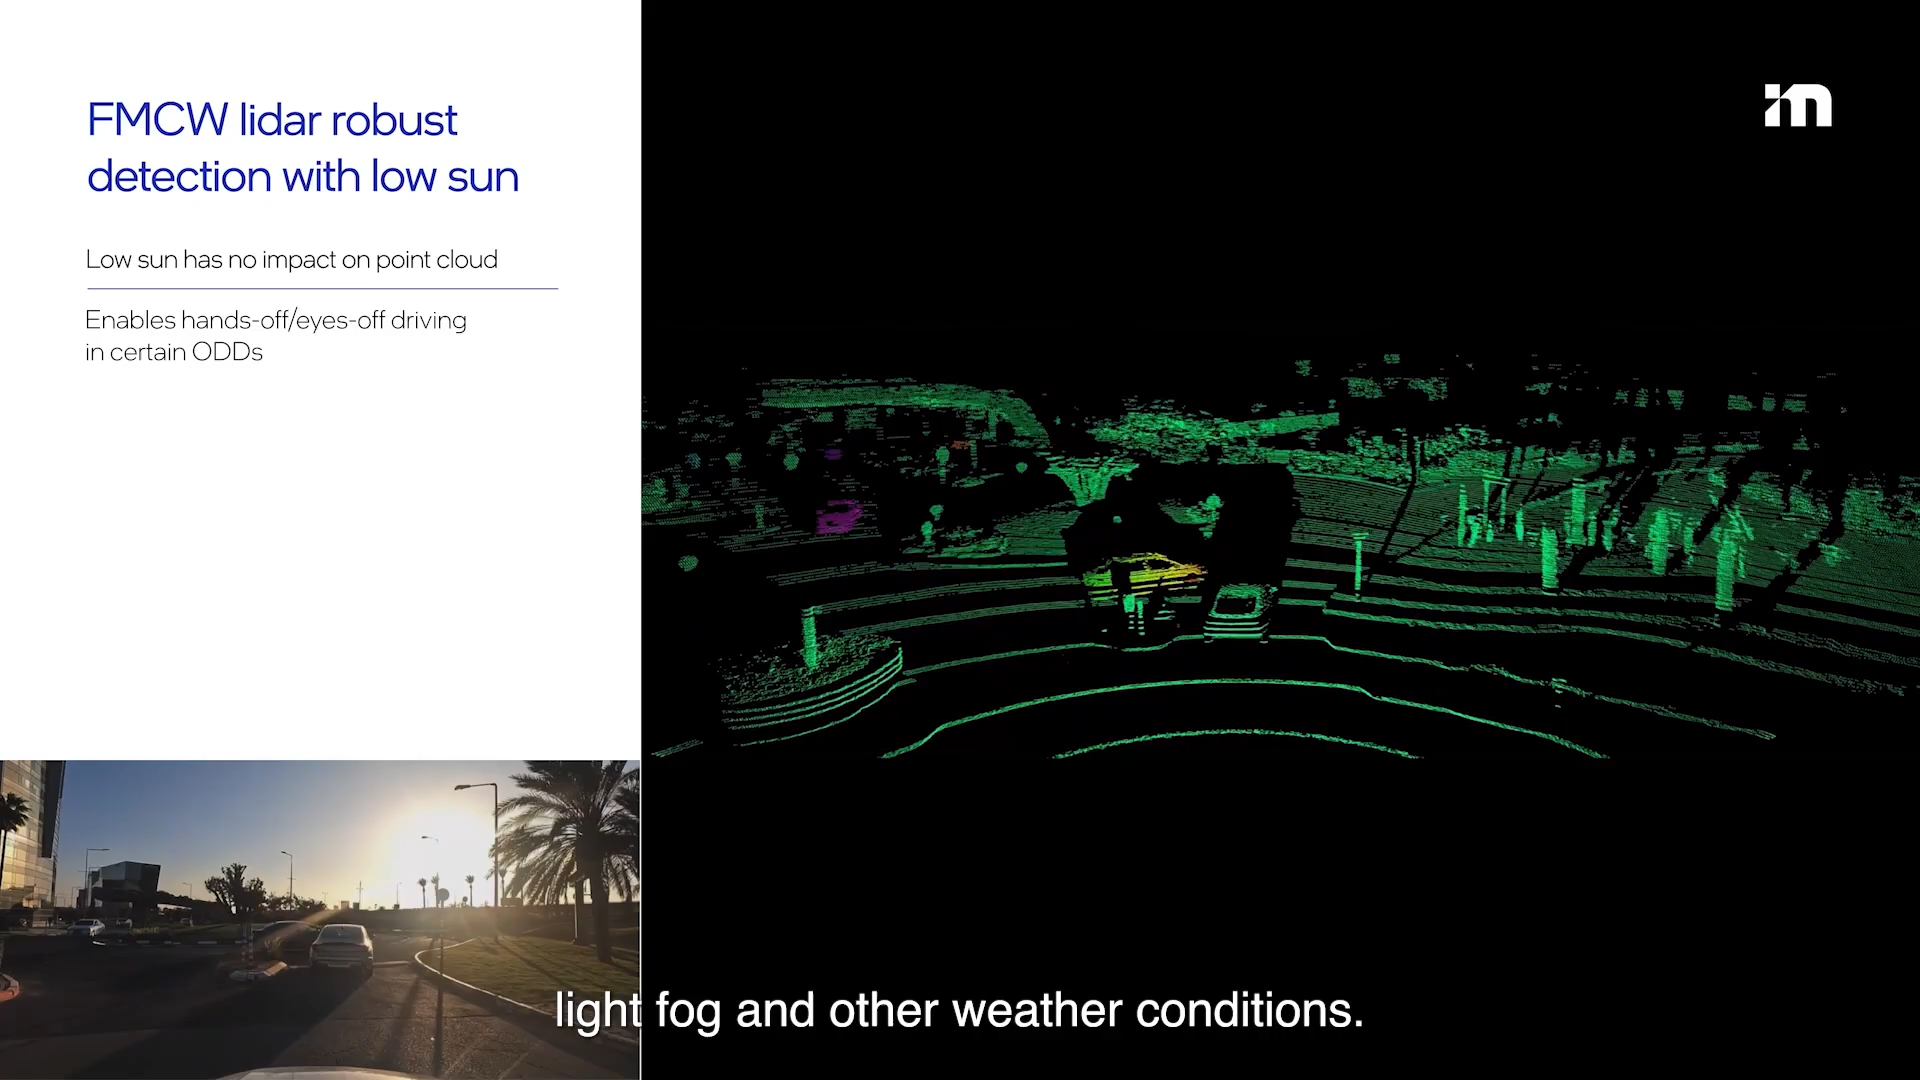 FMCW lidar robust
detection with low sun
Low sun has no impact on point cloud
Enables hands-off/eyes-off driving
in certain ODDs
light fog and other weather conditions.